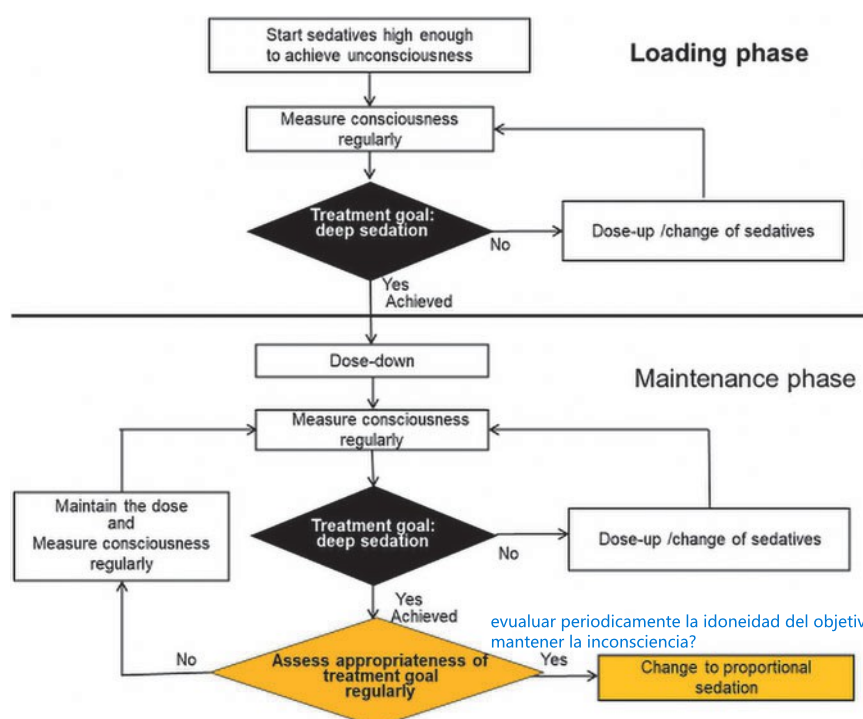 Start sedatives high enough
to achieve unconsciousness
Loading phase
Measure consciousness
regularly
Treatment goal:
deep sedation
No
Dose-up /change of sedatives
Yes
Achieved
Dose-down
Maintenance phase
Measure consciousness
regularly
Maintain the dose
and
Measure consciousness
regularly
Treatment goal:
deep sedation
No
Dose-up /change of sedatives
Yes
Achieved
evualuar periodicamente la idoneidad del objetiv
mantener la inconsciencia?
No
Assess appropriateness of
treatment goal
regularly
Yes
Change to proportional
sedation